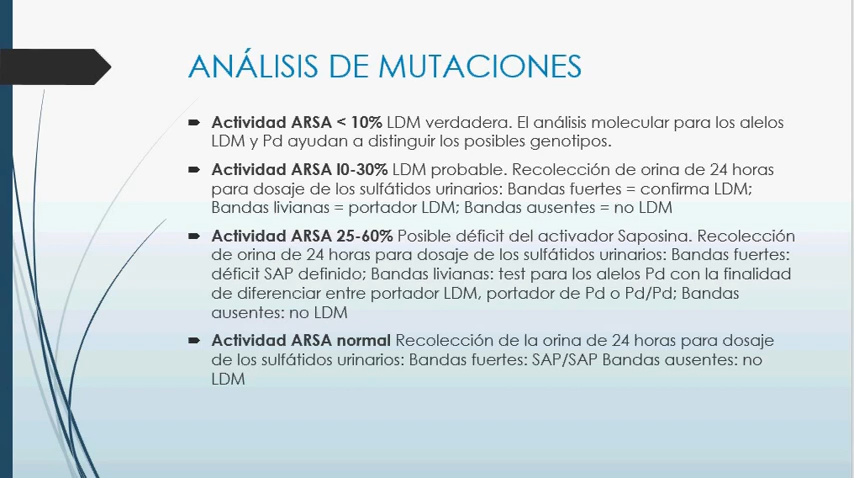 ANÁLISIS DE MUTACIONES
Actividad ARSA < 10% LDM verdadera. El análisis molecular para los alelos
LDM y Pd ayudan a distinguir los posibles genotipos.
Actividad ARSA l0-30% LDM probable. Recolección de orina de 24 horas
para dosaje de los sulfátidos urinarios: Bandas fuertes = confirma LDM;
Bandas livianas = portador LDM; Bandas ausentes = no LDM
Actividad ARSA 25-60% Posible déficit del activador Saposina. Recolección
de orina de 24 horas para dosaje de los sulfátidos urinarios: Bandas fuertes:
déficit SAP definido; Bandas livianas: test para los alelos Pd con la finalidad
de diferenciar entre portador LDM, portador de Pd o Pd/Pd; Bandas
ausentes: no LDM
Actividad ARSA normal Recolección de la orina de 24 horas para dosaje
de los sulfátidos urinarios: Bandas fuertes: SAP/SAP Bandas ausentes: no
LDM